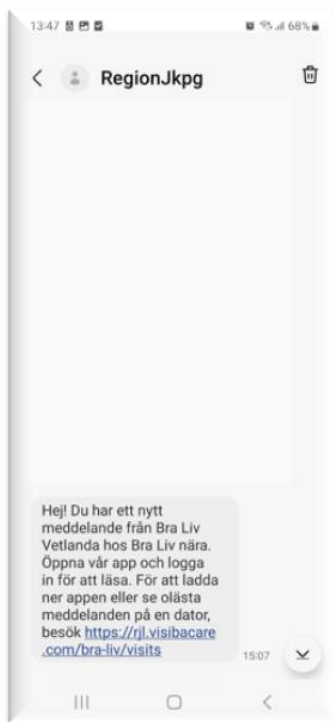 13:47
68%
RegionJkpg
Hej! Du har ett nytt
meddelande från Bra Liv
Vetlanda hos Bra Liv nära.
Öppna vår app och logga
in för att läsa. För att ladda
ner appen eller se olästa
meddelanden på en dator,
besök https://rjl.visibacare
.com/bra-liv/visits
15:07